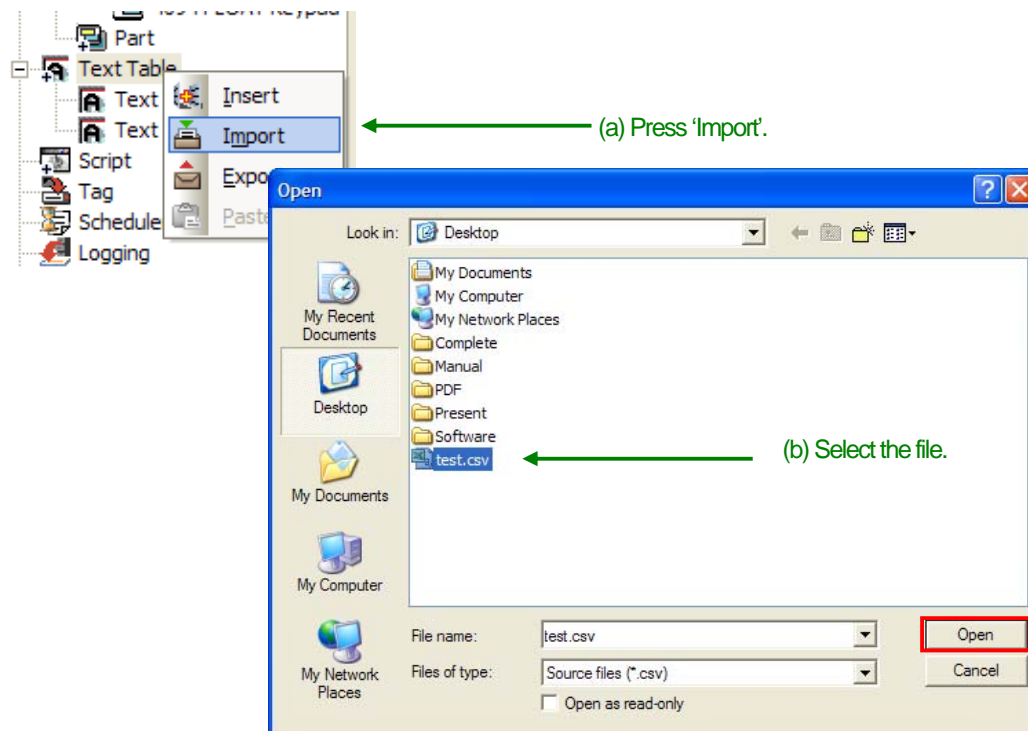 Part
Text Table
Text
Text
Script
Tag
Schedule
Logging
Insert
Import
Expo
Paste
(a) Press ‘Import’.
Open
Look in:
Desktop
My Recent
Documents
Desktop
My Documents
My Computer
My Network
Places
My Documents
My Computer
My Network Places
Complete
Manual
PDF
Present
Software
test.csv
(b) Select the file.
File name:
test.csv
Open
Files of type:
Source files (*.csv)
Cancel
Open as read-only